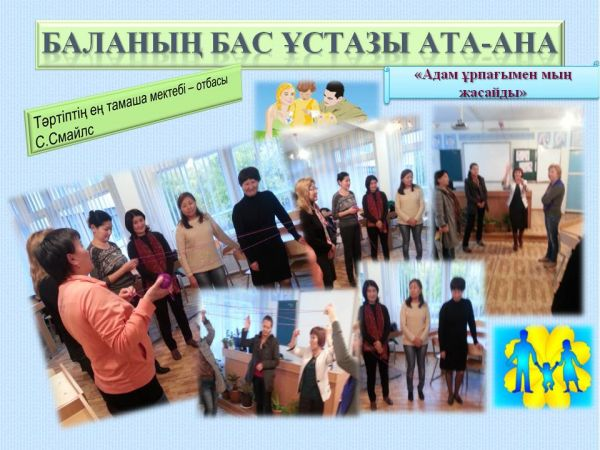 БАЛАНЫҢ БАС ҰСТАЗЫ АТА-АНА
Тәртіптің ең тамаша мектебі – отбасы
С.Смайлс
«Адам ұрпағымен мың
жасайды»